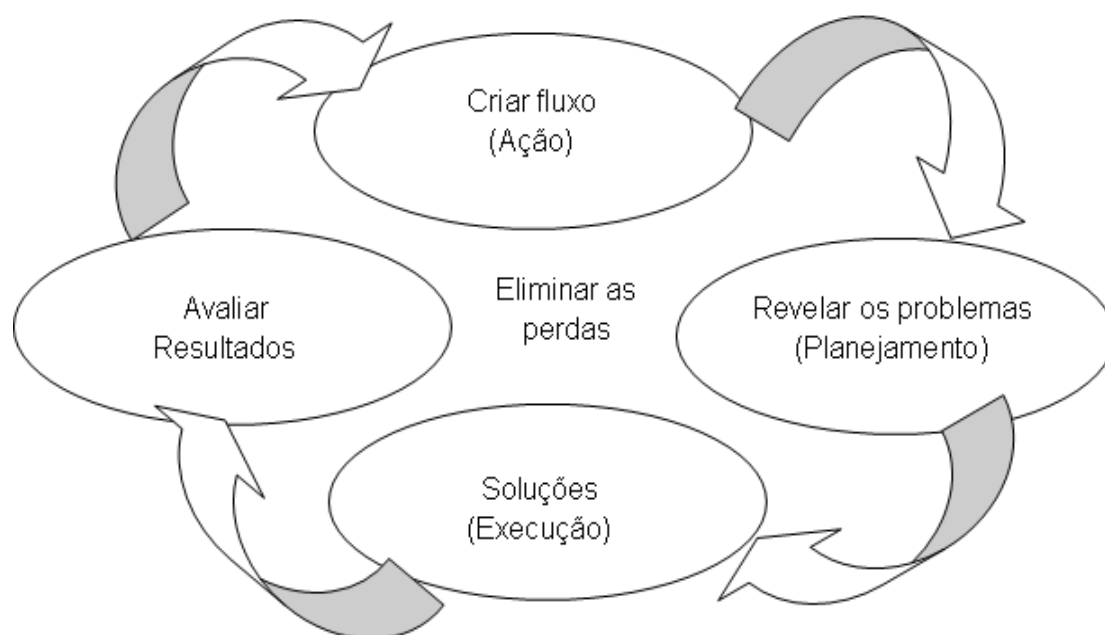 Criar fluxo
(Ação)
Avaliar
Resultados
Eliminar as
perdas
Revelar os problemas
(Planejamento)
Soluções
(Execução)